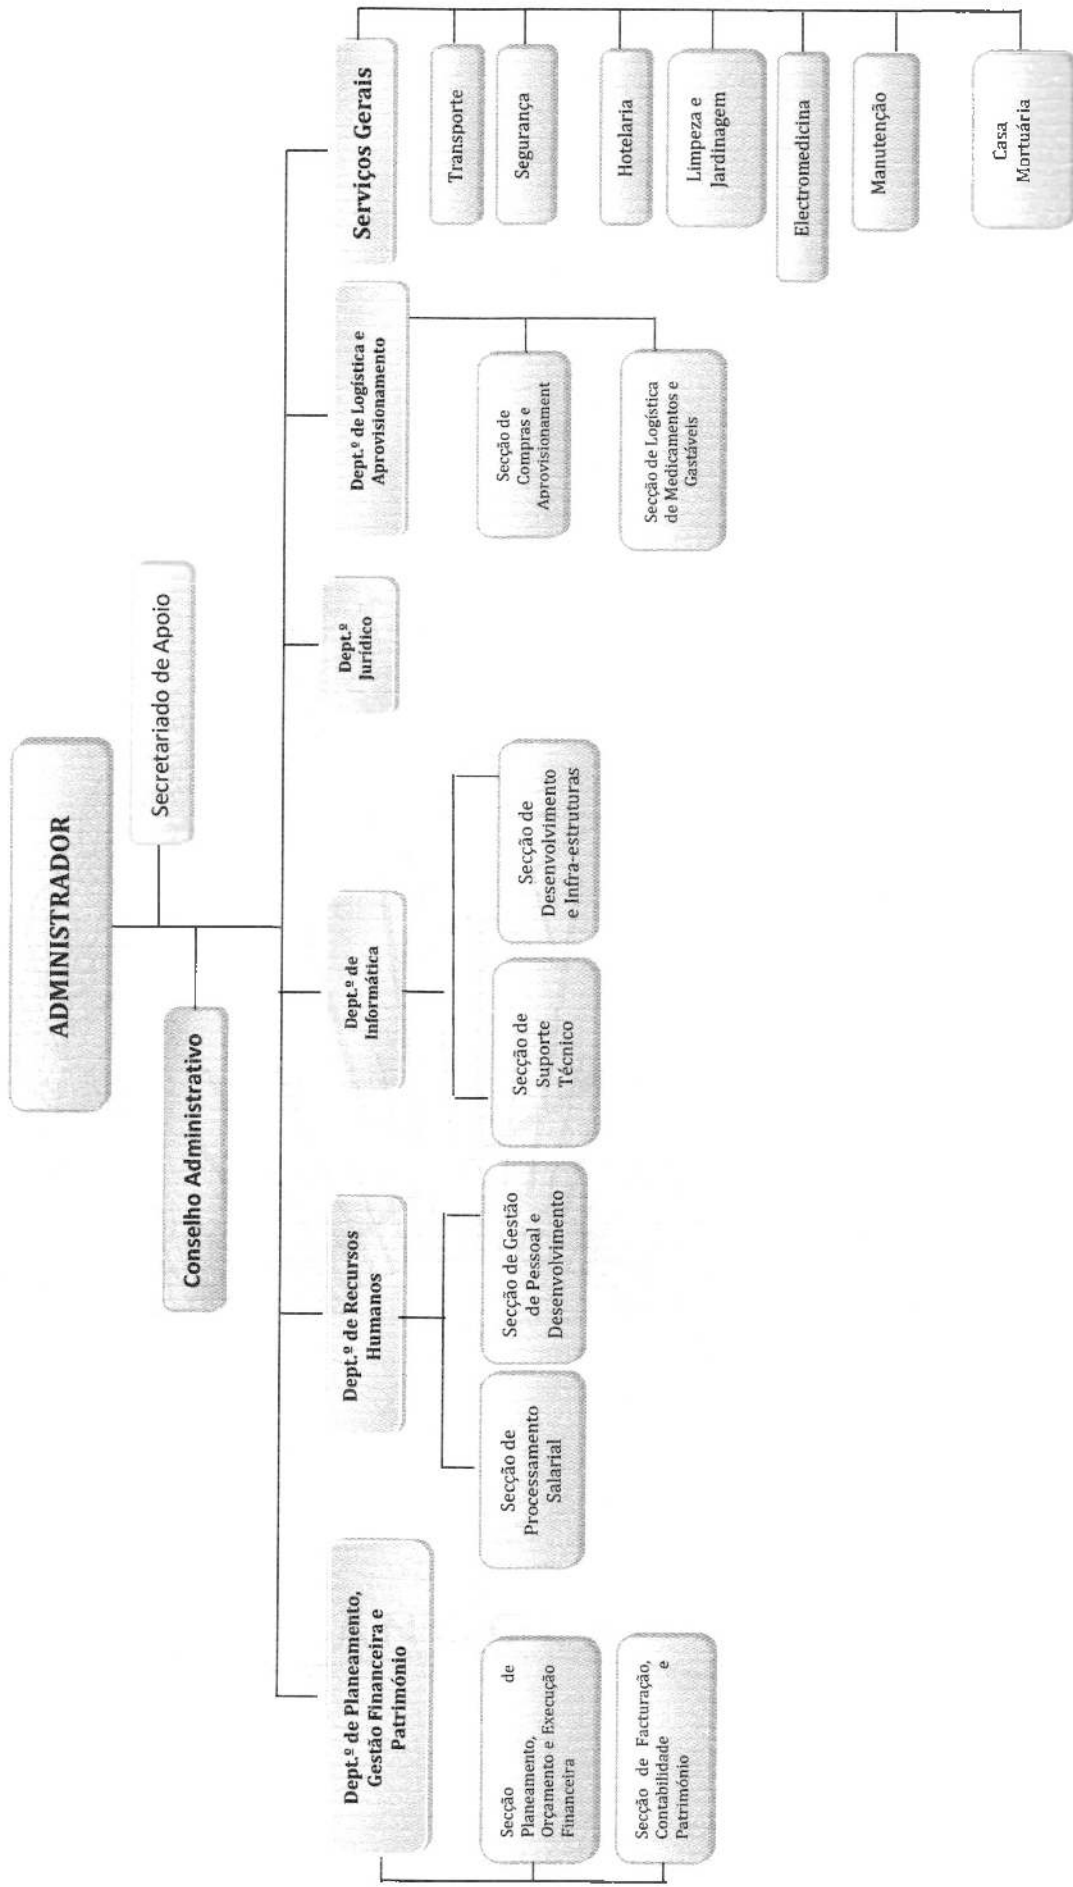 ADMINISTRADOR
Secretariado de Apoio
Conselho Administrativo
Dept.º de Planeamento,
Gestão Financeira e
Património
Secção de
Planeamento,
Orçamento e Execução
Financeira
Secção de Facturação,
Contabilidade e
Património
Dept.º de Recursos
Humanos
Secção de
Processamento
Salarial
Secção de Gestão
de Pessoal e
Desenvolvimento
Dept.º de
Informática
Secção de
Suporte
Técnico
Secção de
Desenvolvimento
e Infra-estruturas
Dept.º
Jurídico
Dept.º de Logística e
Aprovisionamento
Secção de
Compras e
Aprovisionament
Secção de Logística
de Medicamentos e
Gastáveis
Serviços Gerais
Transporte
Segurança
Hotelaria
Limpeza e
Jardinagem
Electromedicina
Manutenção
Casa
Mortuária